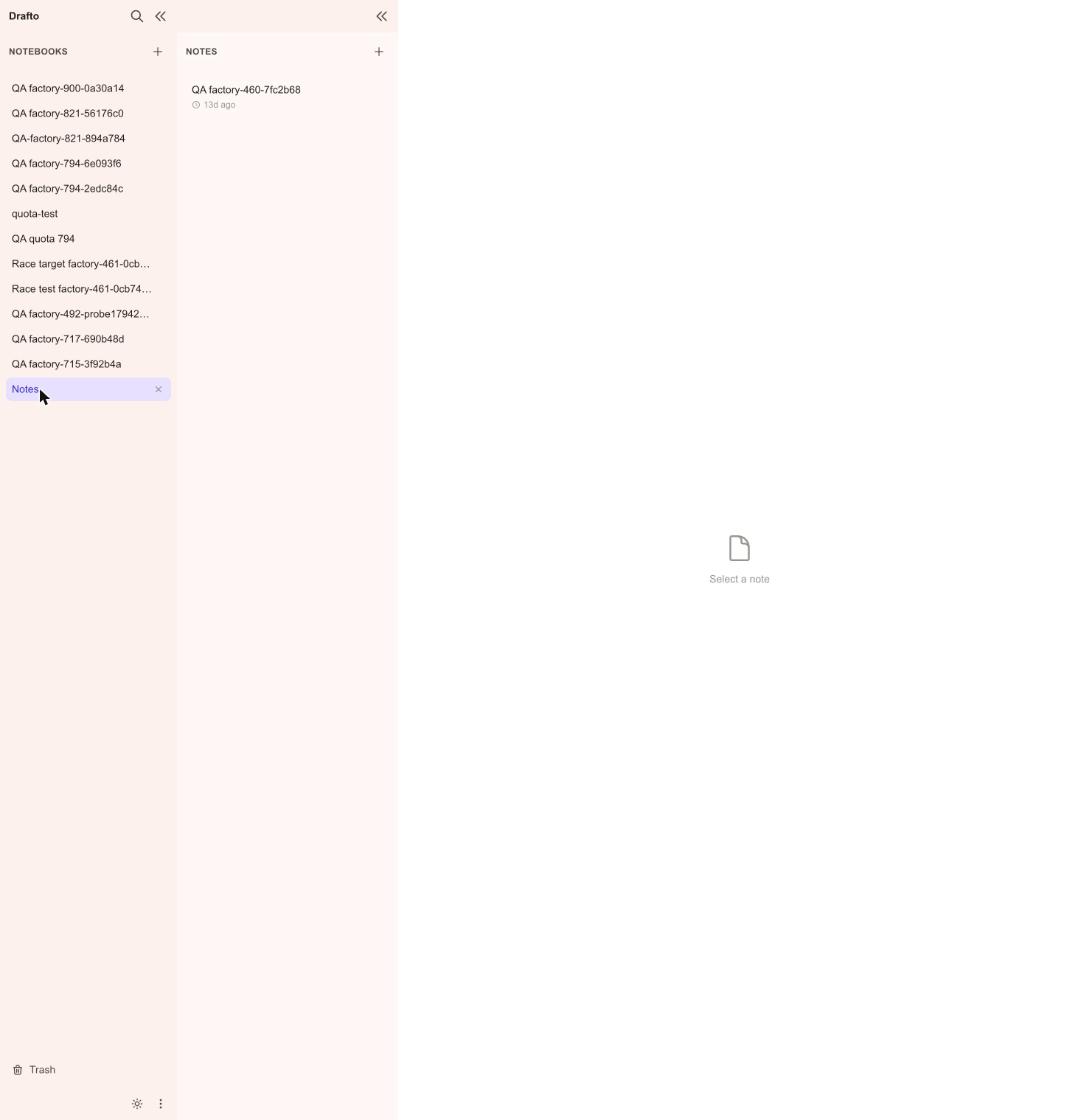 Drafto
NOTEBOOKS
QA factory-900-0a30a14
QA factory-821-56176c0
QA-factory-821-894a784
QA factory-794-6e093f6
QA factory-794-2edc84c
quota-test
QA quota 794
Race target factory-461-0cb...
Race test factory-461-0cb74...
QA factory-492-probe17942...
QA factory-717-690b48d
QA factory-715-3f92b4a
Notes
Trash
NOTES
QA factory-460-7fc2b68
13d ago
Select a note